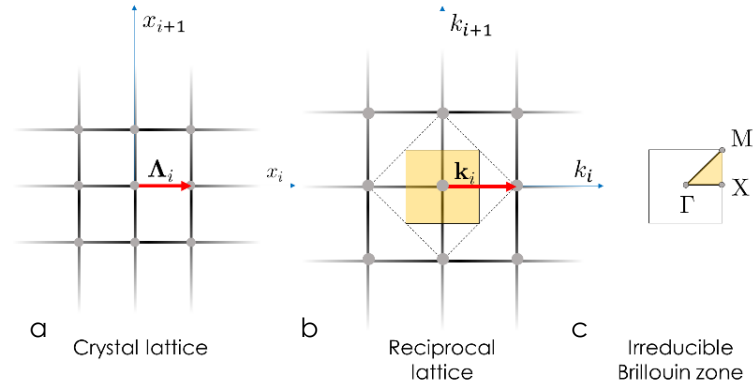 x_{i+1}
Λ_i
x_i
a
Crystal lattice
k_{i+1}
k_i
k_i
b
Reciprocal
lattice
M
Γ
X
c
Irreducible
Brillouin zone